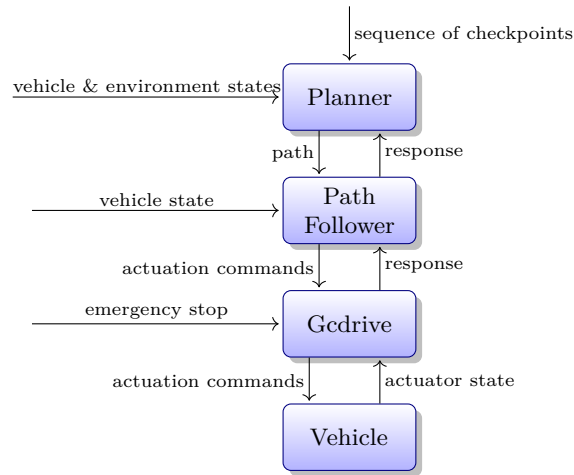 sequence of checkpoints
vehicle & environment states
Planner
path
response
vehicle state
Path
Follower
actuation commands
response
emergency stop
Gcdrive
actuation commands
actuator state
Vehicle